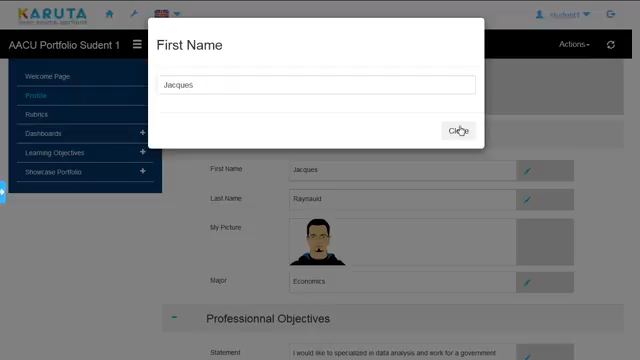 KARUTA
AACU Portfolio Sudent 1
Actions
First Name
Jacques
Close
Welcome Page
Profile
Rubrics
Dashboards +
Learning Objectives +
Showcase Portfolio +
First Name Jacques
Last Name Raynauld
My Picture
Major Economics
- Professionnal Objectives
Statement I would like to specialized in data analysis and work for a government